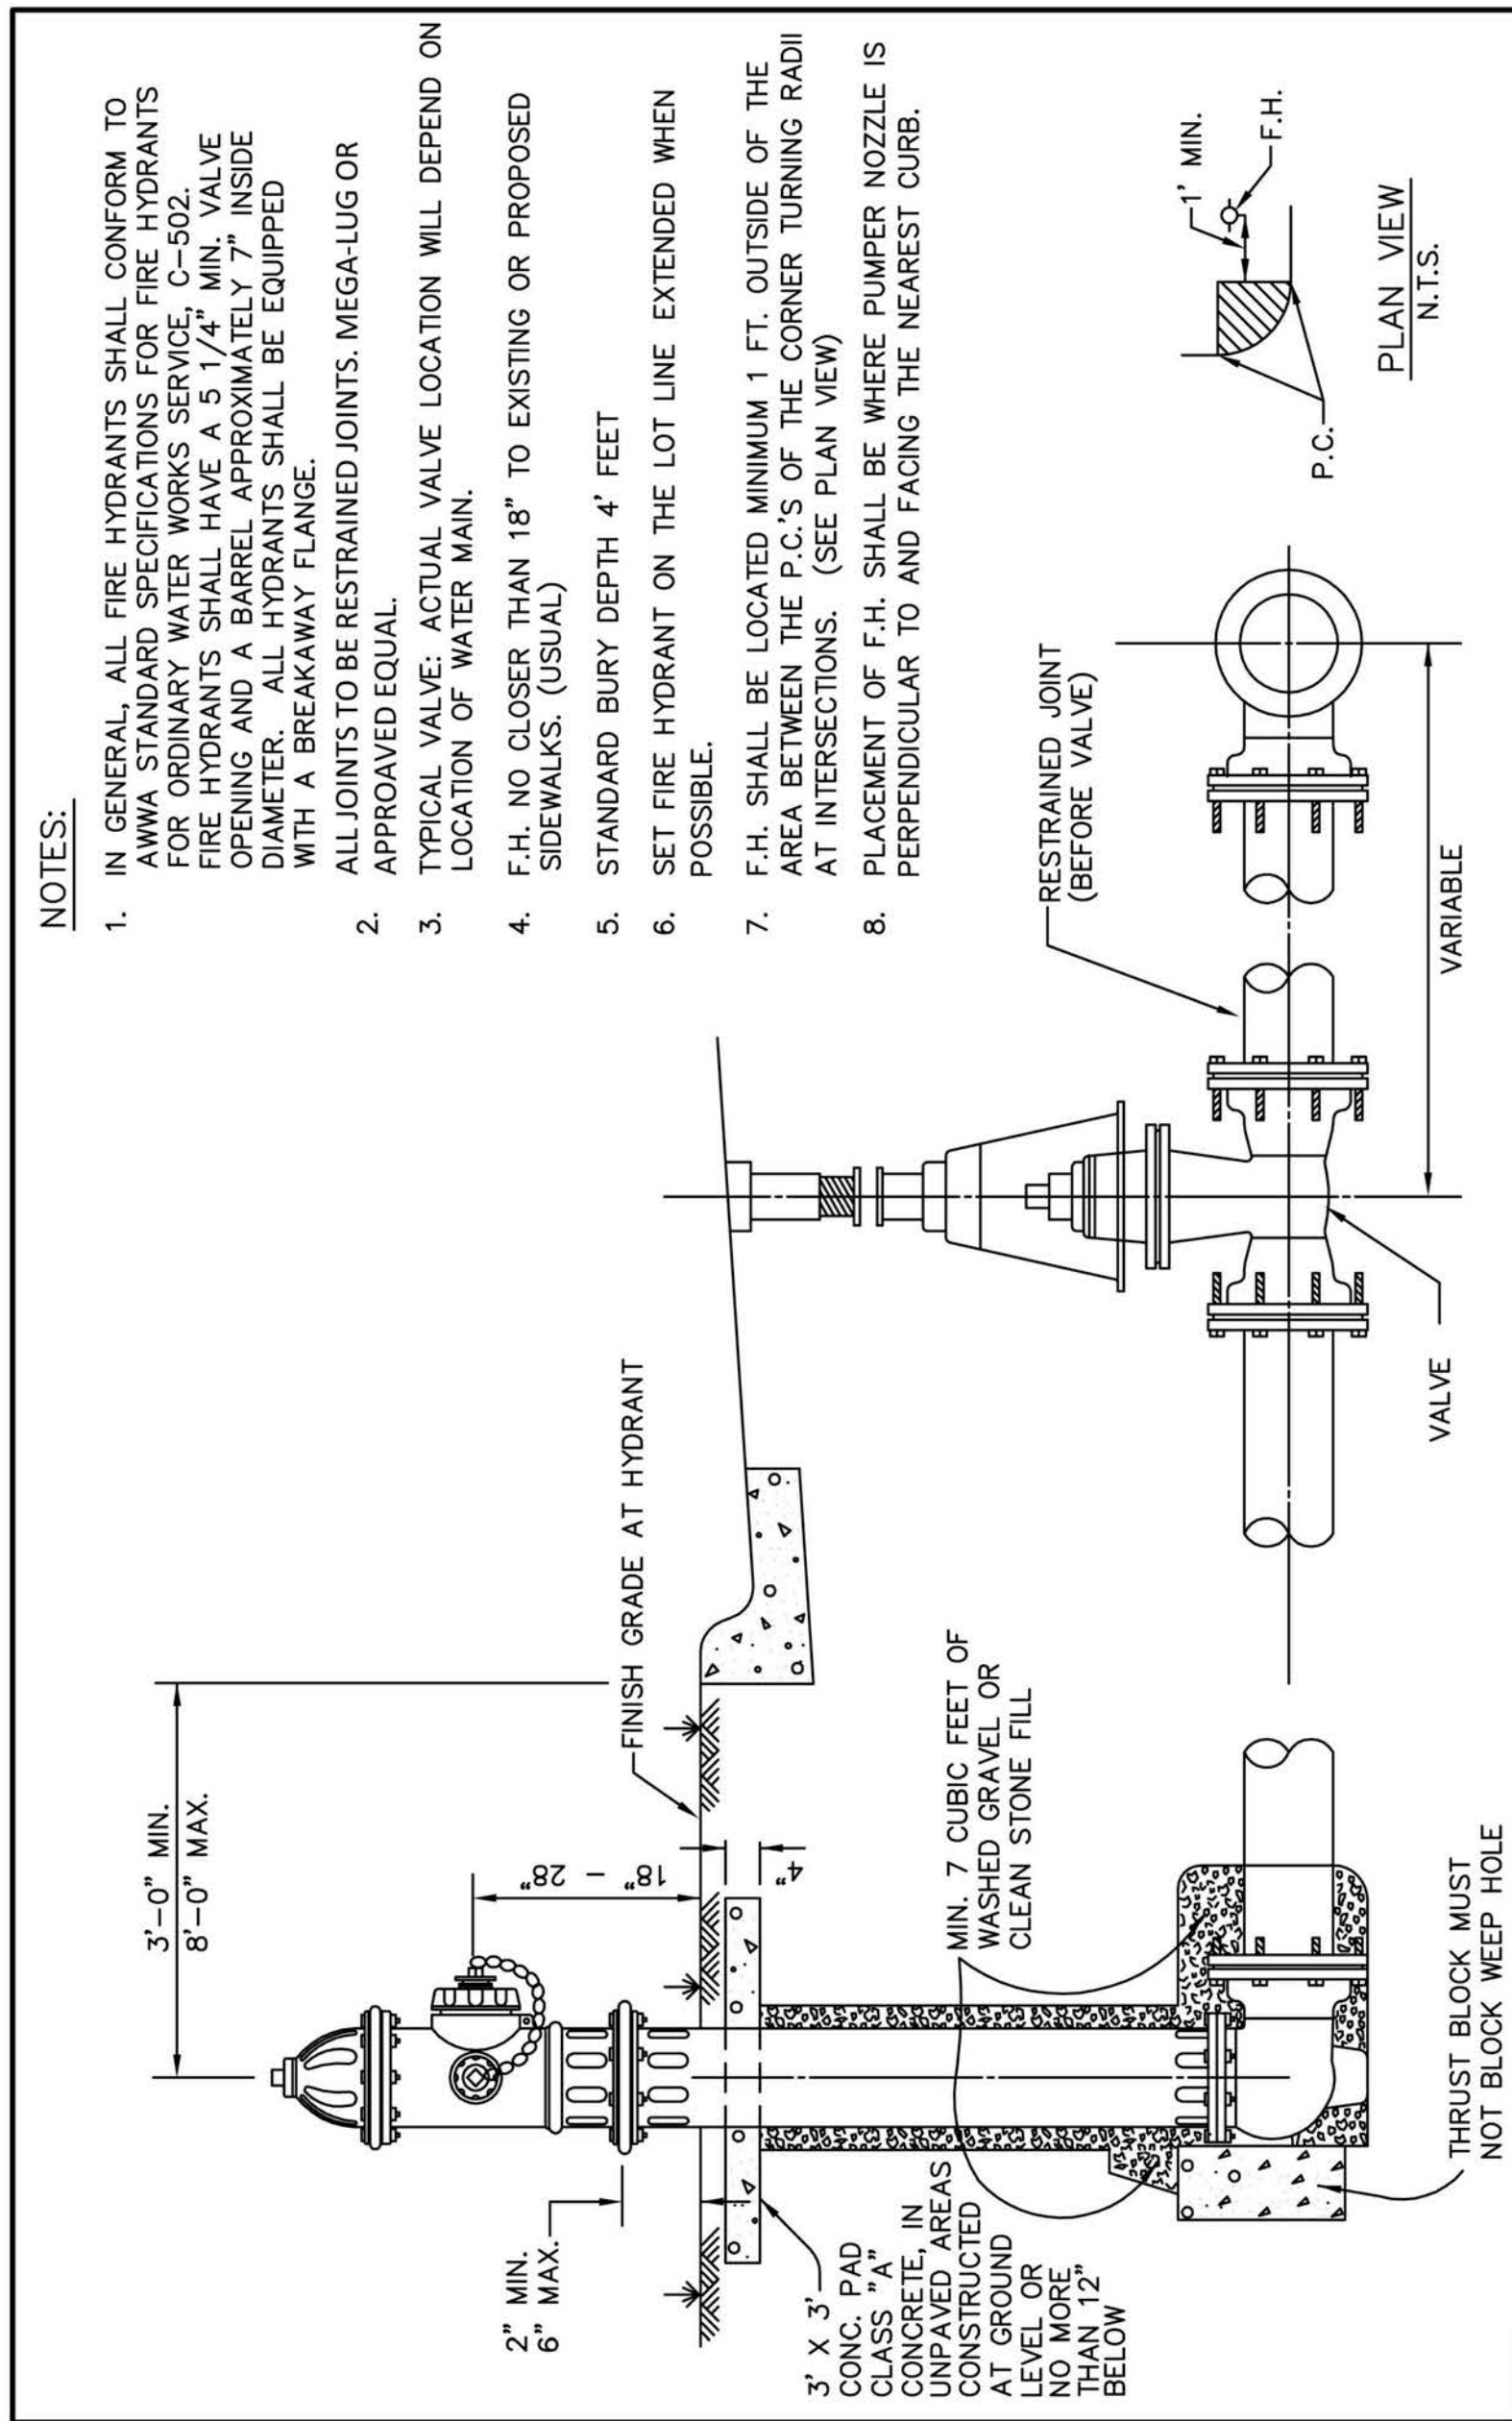 NOTES:
1. IN GENERAL, ALL FIRE HYDRANTS SHALL CONFORM TO
AWWA STANDARD SPECIFICATIONS FOR FIRE HYDRANTS
FOR ORDINARY WATER WORKS SERVICE, C-502.
FIRE HYDRANTS SHALL HAVE A 5 1/4" MIN. VALVE
OPENING AND A BARREL APPROXIMATELY 7" INSIDE
DIAMETER. ALL HYDRANTS SHALL BE EQUIPPED
WITH A BREAKAWAY FLANGE.
ALL JOINTS TO BE RESTRAINED JOINTS. MEGA-LUG OR
2. APPROAVED EQUAL.
3. TYPICAL VALVE: ACTUAL VALVE LOCATION WILL DEPEND ON
LOCATION OF WATER MAIN.
4. F.H. NO CLOSER THAN 18" TO EXISTING OR PROPOSED
SIDEWALKS. (USUAL)
5. STANDARD BURY DEPTH 4' FEET
6. SET FIRE HYDRANT ON THE LOT LINE EXTENDED WHEN
POSSIBLE.
7. F.H. SHALL BE LOCATED MINIMUM 1 FT. OUTSIDE OF THE
AREA BETWEEN THE P.C.'S OF THE CORNER TURNING RADII
AT INTERSECTIONS. (SEE PLAN VIEW)
8. PLACEMENT OF F.H. SHALL BE WHERE PUMPER NOZZLE IS
PERPENDICULAR TO AND FACING THE NEAREST CURB.
3'-0" MIN.
8'-0" MAX.
18" - 28"
2" MIN.
6" MAX.
4"
FINISH GRADE AT HYDRANT
3' X 3'
CONC. PAD
CLASS "A"
CONCRETE, IN
UNPAVED AREAS
CONSTRUCTED
AT GROUND
LEVEL OR
NO MORE
THAN 12"
BELOW
MIN. 7 CUBIC FEET OF
WASHED GRAVEL OR
CLEAN STONE FILL
THRUST BLOCK MUST
NOT BLOCK WEEP HOLE
VALVE
RESTRAINED JOINT
(BEFORE VALVE)
VARIABLE
1' MIN.
F.H.
P.C.
PLAN VIEW
N.T.S.